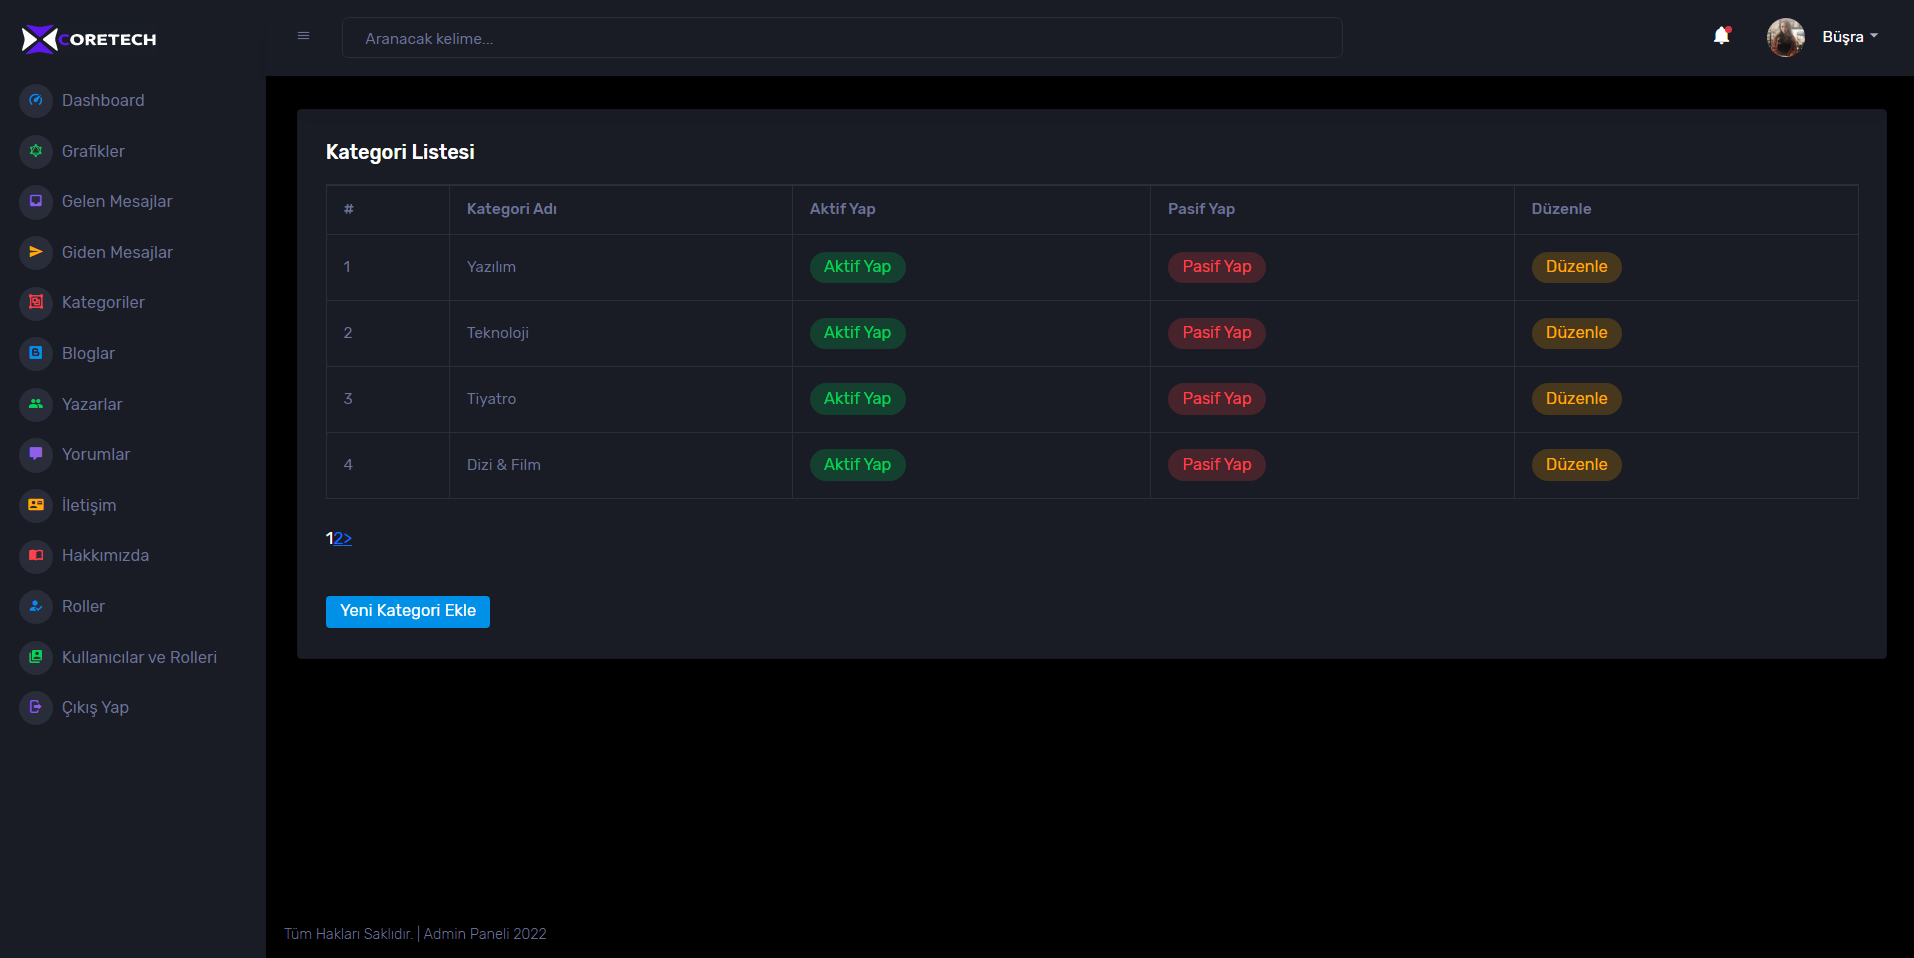 CORETECH
Aranacak kelime...
Büşra
Dashboard
Grafikler
Gelen Mesajlar
Giden Mesajlar
Kategoriler
Bloglar
Yazarlar
Yorumlar
İletişim
Hakkımızda
Roller
Kullanıcılar ve Rolleri
Çıkış Yap
Kategori Listesi
# Kategori Adı Aktif Yap Pasif Yap Düzenle
1 Yazılım Aktif Yap Pasif Yap Düzenle
2 Teknoloji Aktif Yap Pasif Yap Düzenle
3 Tiyatro Aktif Yap Pasif Yap Düzenle
4 Dizi & Film Aktif Yap Pasif Yap Düzenle
12>
Yeni Kategori Ekle
Tüm Hakları Saklıdır. | Admin Paneli 2022